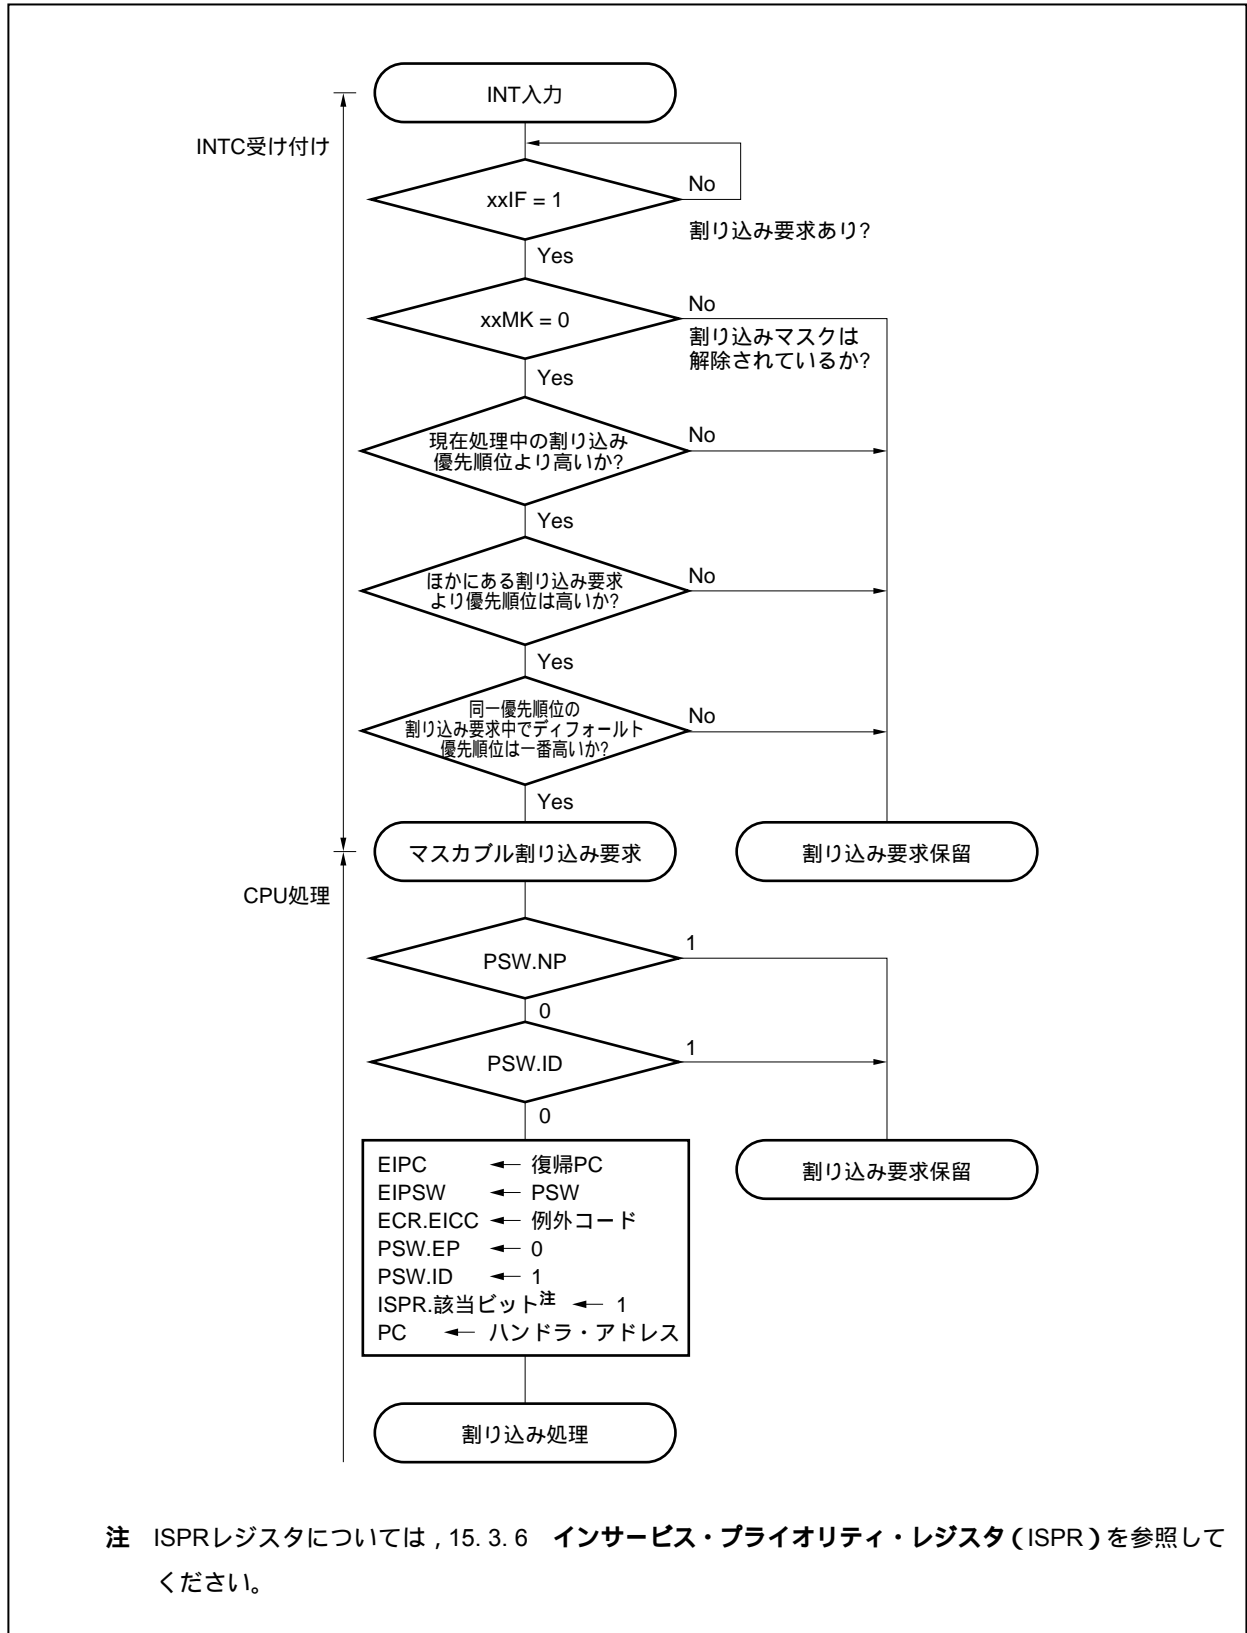 INT入力
INTC受け付け
xxIF = 1
No
割り込み要求あり?
Yes
xxMK = 0
No
割り込みマスクは
解除されているか?
Yes
現在処理中の割り込み
優先順位より高いか?
No
Yes
ほかにある割り込み要求
より優先順位は高いか?
No
Yes
同一優先順位の
割り込み要求中でディフォールト
優先順位は一番高いか?
No
Yes
マスカブル割り込み要求
割り込み要求保留
CPU処理
PSW.NP
1
0
PSW.ID
1
0
EIPC ← 復帰PC
EIPSW ← PSW
ECR.EICC ← 例外コード
PSW.EP ← 0
PSW.ID ← 1
ISPR.該当ビット注 ← 1
PC ← ハンドラ・アドレス
割り込み要求保留
割り込み処理
注 ISPRレジスタについては，15. 3. 6 インサービス・プライオリティ・レジスタ（ISPR）を参照して
ください。